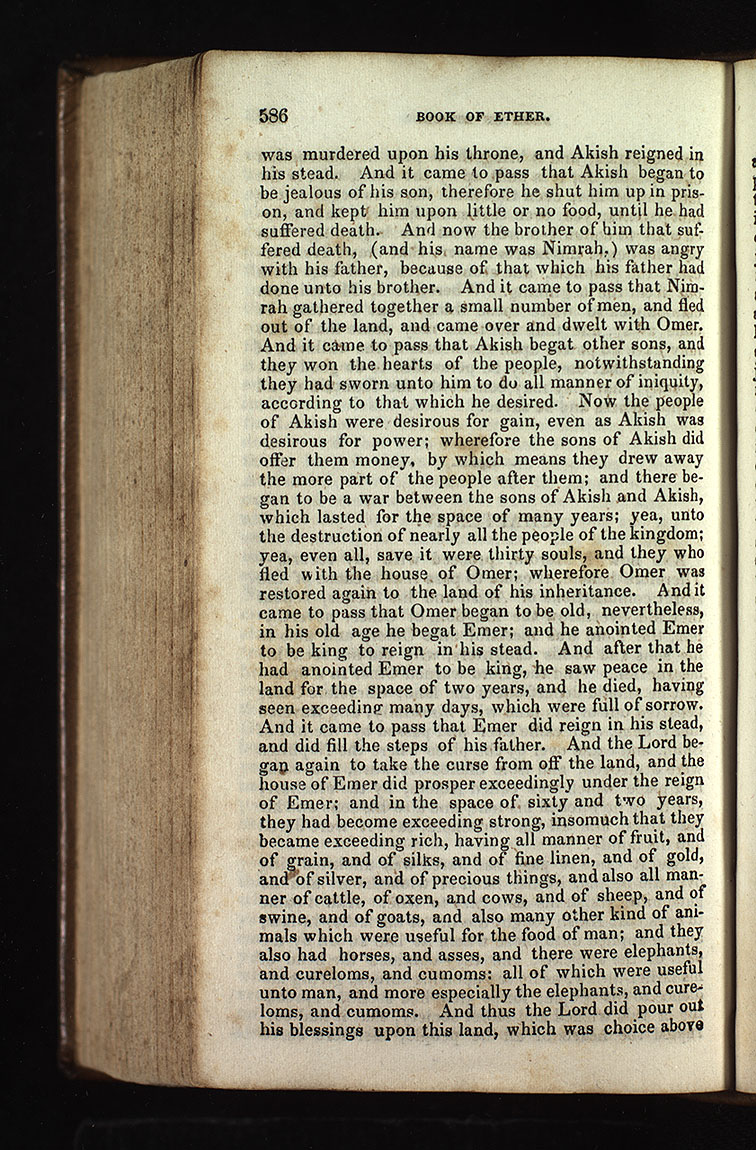 586 BOOK OF ETHER.
was murdered upon his throne, and Akish reigned in
his stead. And it came to pass that Akish began to
be jealous of his son, therefore he shut him up in pris-
on, and kept him upon little or no food, until he had
suffered death. And now the brother of him that suf-
fered death, (and his name was Nimrah,) was angry
with his father, because of that which his father had
done unto his brother. And it came to pass that Nim-
rah gathered together a small number of men, and fled
out of the land, and came over and dwelt with Omer.
And it came to pass that Akish begat other sons, and
they won the hearts of the people, notwithstanding
they had sworn unto him to do all manner of iniquity,
according to that which he desired. Now the people
of Akish were desirous for gain, even as Akish was
desirous for power; wherefore the sons of Akish did
offer them money, by which means they drew away
the more part of the people after them; and there be-
gan to be a war between the sons of Akish and Akish,
which lasted for the space of many years; yea, unto
the destruction of nearly all the people of the kingdom;
yea, even all, save it were thirty souls, and they who
fled with the house of Omer; wherefore Omer was
restored again to the land of his inheritance. And it
came to pass that Omer began to be old, nevertheless,
in his old age he begat Emer; and he anointed Emer
to be king to reign in his stead. And after that he
had anointed Emer to be king, he saw peace in the
land for the space of two years, and he died, having
seen exceeding many days, which were full of sorrow.
And it came to pass that Emer did reign in his stead,
and did fill the steps of his father. And the Lord be-
gan again to take the curse from off the land, and the
house of Emer did prosper exceedingly under the reign
of Emer; and in the space of sixty and two years,
they had become exceeding strong, insomuch that they
became exceeding rich, having all manner of fruit, and
of grain, and of silks, and of fine linen, and of gold,
and of silver, and of precious things, and also all man-
ner of cattle, of oxen, and cows, and of sheep, and of
swine, and of goats, and also many other kind of ani-
mals which were useful for the food of man; and they
also had horses, and asses, and there were elephants,
and cureloms, and cumoms: all of which were useful
unto man, and more especially the elephants, and cure-
loms, and cumoms. And thus the Lord did pour out
his blessings upon this land, which was choice above